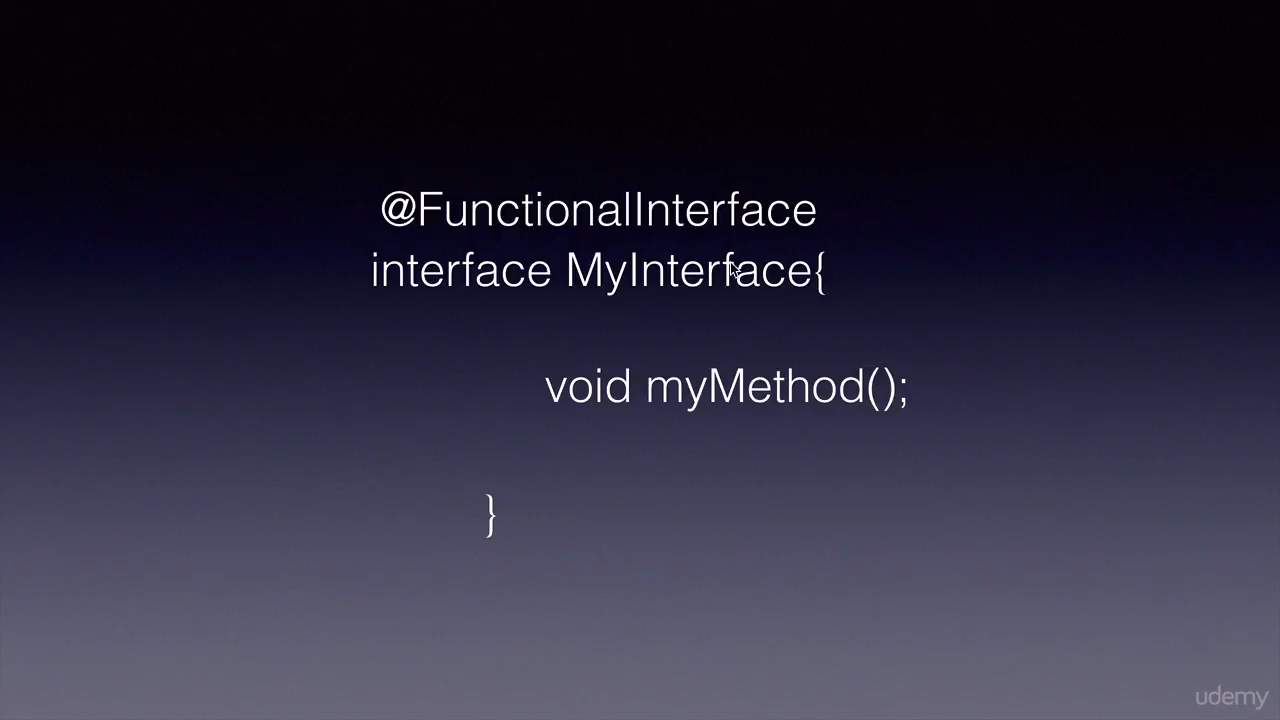 @FunctionalInterface
interface MyInterface{
void myMethod();
}
udemy